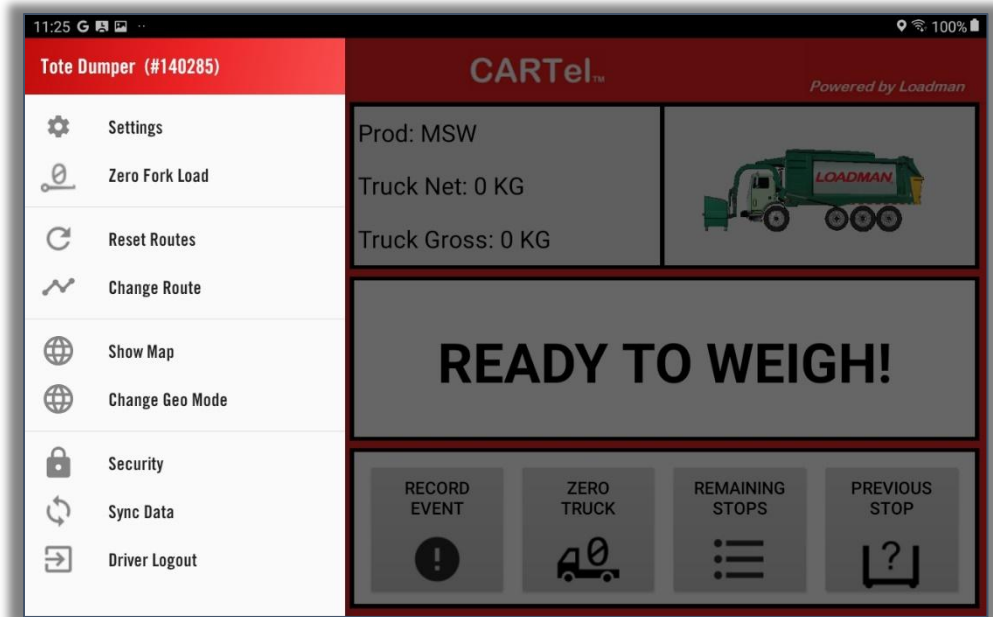 11:25 G
100%
Tote Dumper (#140285)
Settings
Zero Fork Load
Reset Routes
Change Route
Show Map
Change Geo Mode
Security
Sync Data
Driver Logout
CARTel™
Powered by Loadman
Prod: MSW
Truck Net: 0 KG
Truck Gross: 0 KG
LOADMAN
READY TO WEIGH!
RECORD
EVENT
ZERO
TRUCK
REMAINING
STOPS
PREVIOUS
STOP